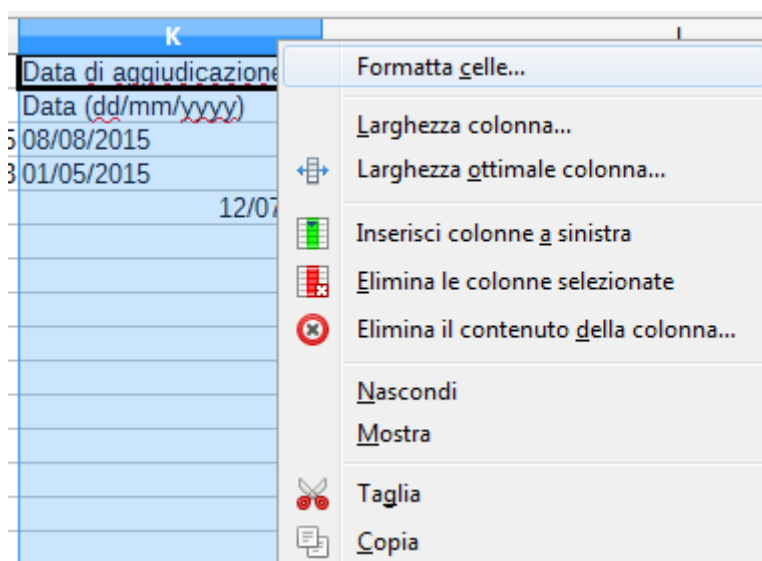 K
Data di aggiudicazione
Data (dd/mm/yyyy)
5 08/08/2015
3 01/05/2015
12/07
Formatta celle...
Larghezza colonna...
Larghezza ottimale colonna...
Inserisci colonne a sinistra
Elimina le colonne selezionate
Elimina il contenuto della colonna...
Nascondi
Mostra
Taglia
Copia